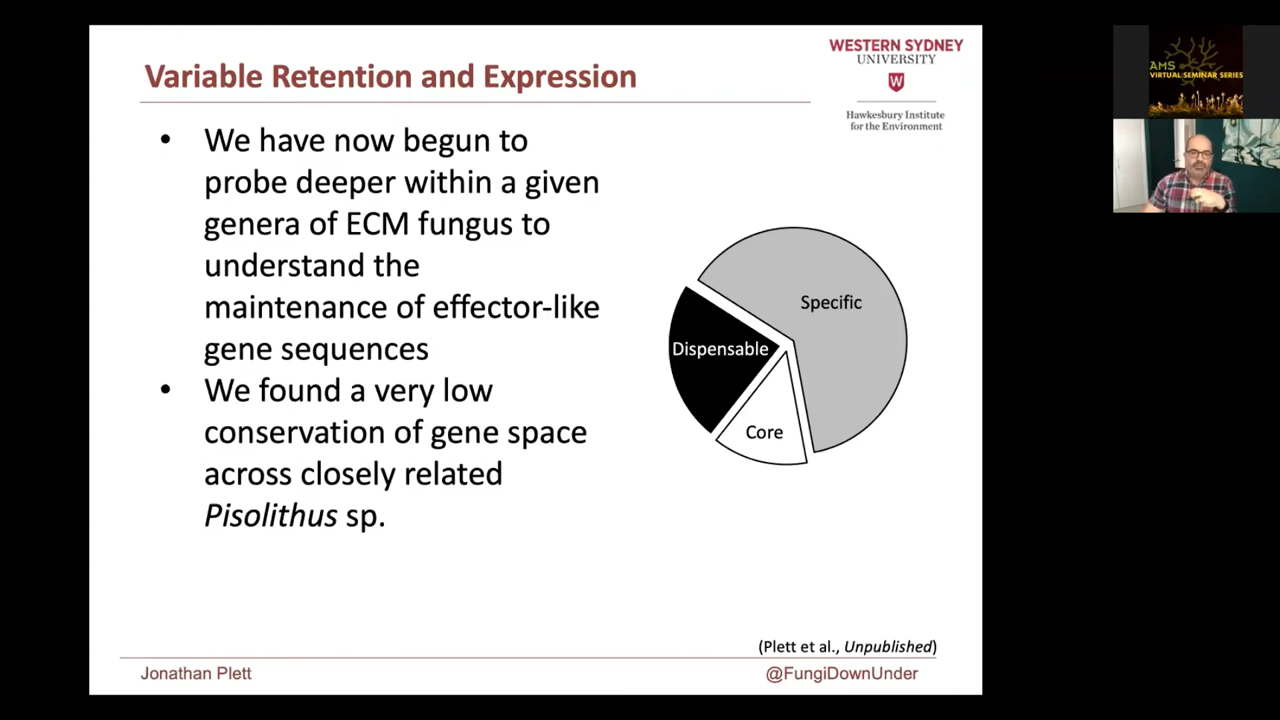 Variable Retention and Expression
WESTERN SYDNEY
UNIVERSITY
W
Hawkesbury Institute
for the Environment
• We have now begun to
probe deeper within a given
genera of ECM fungus to
understand the
maintenance of effector-like
gene sequences
• We found a very low
conservation of gene space
across closely related
Pisolithus sp.
Specific
Dispensable
Core
(Plett et al., Unpublished)
Jonathan Plett
@FungiDownUnder
AMS
VIRTUAL SEMINAR SERIES